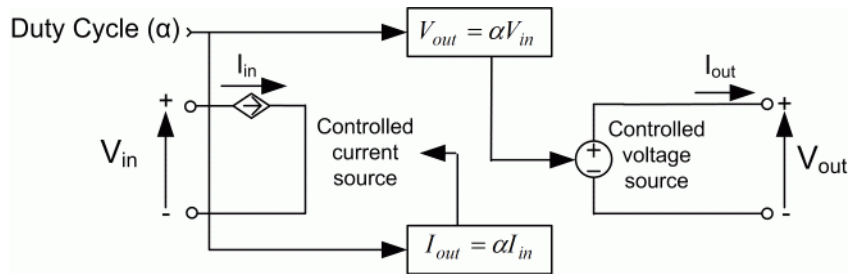 Duty Cycle (α)
V_out = αV_in
I_in
I_out
+
+
V_in
Controlled
current
source
+
−
Controlled
voltage
source
V_out
-
-
I_out = αI_in